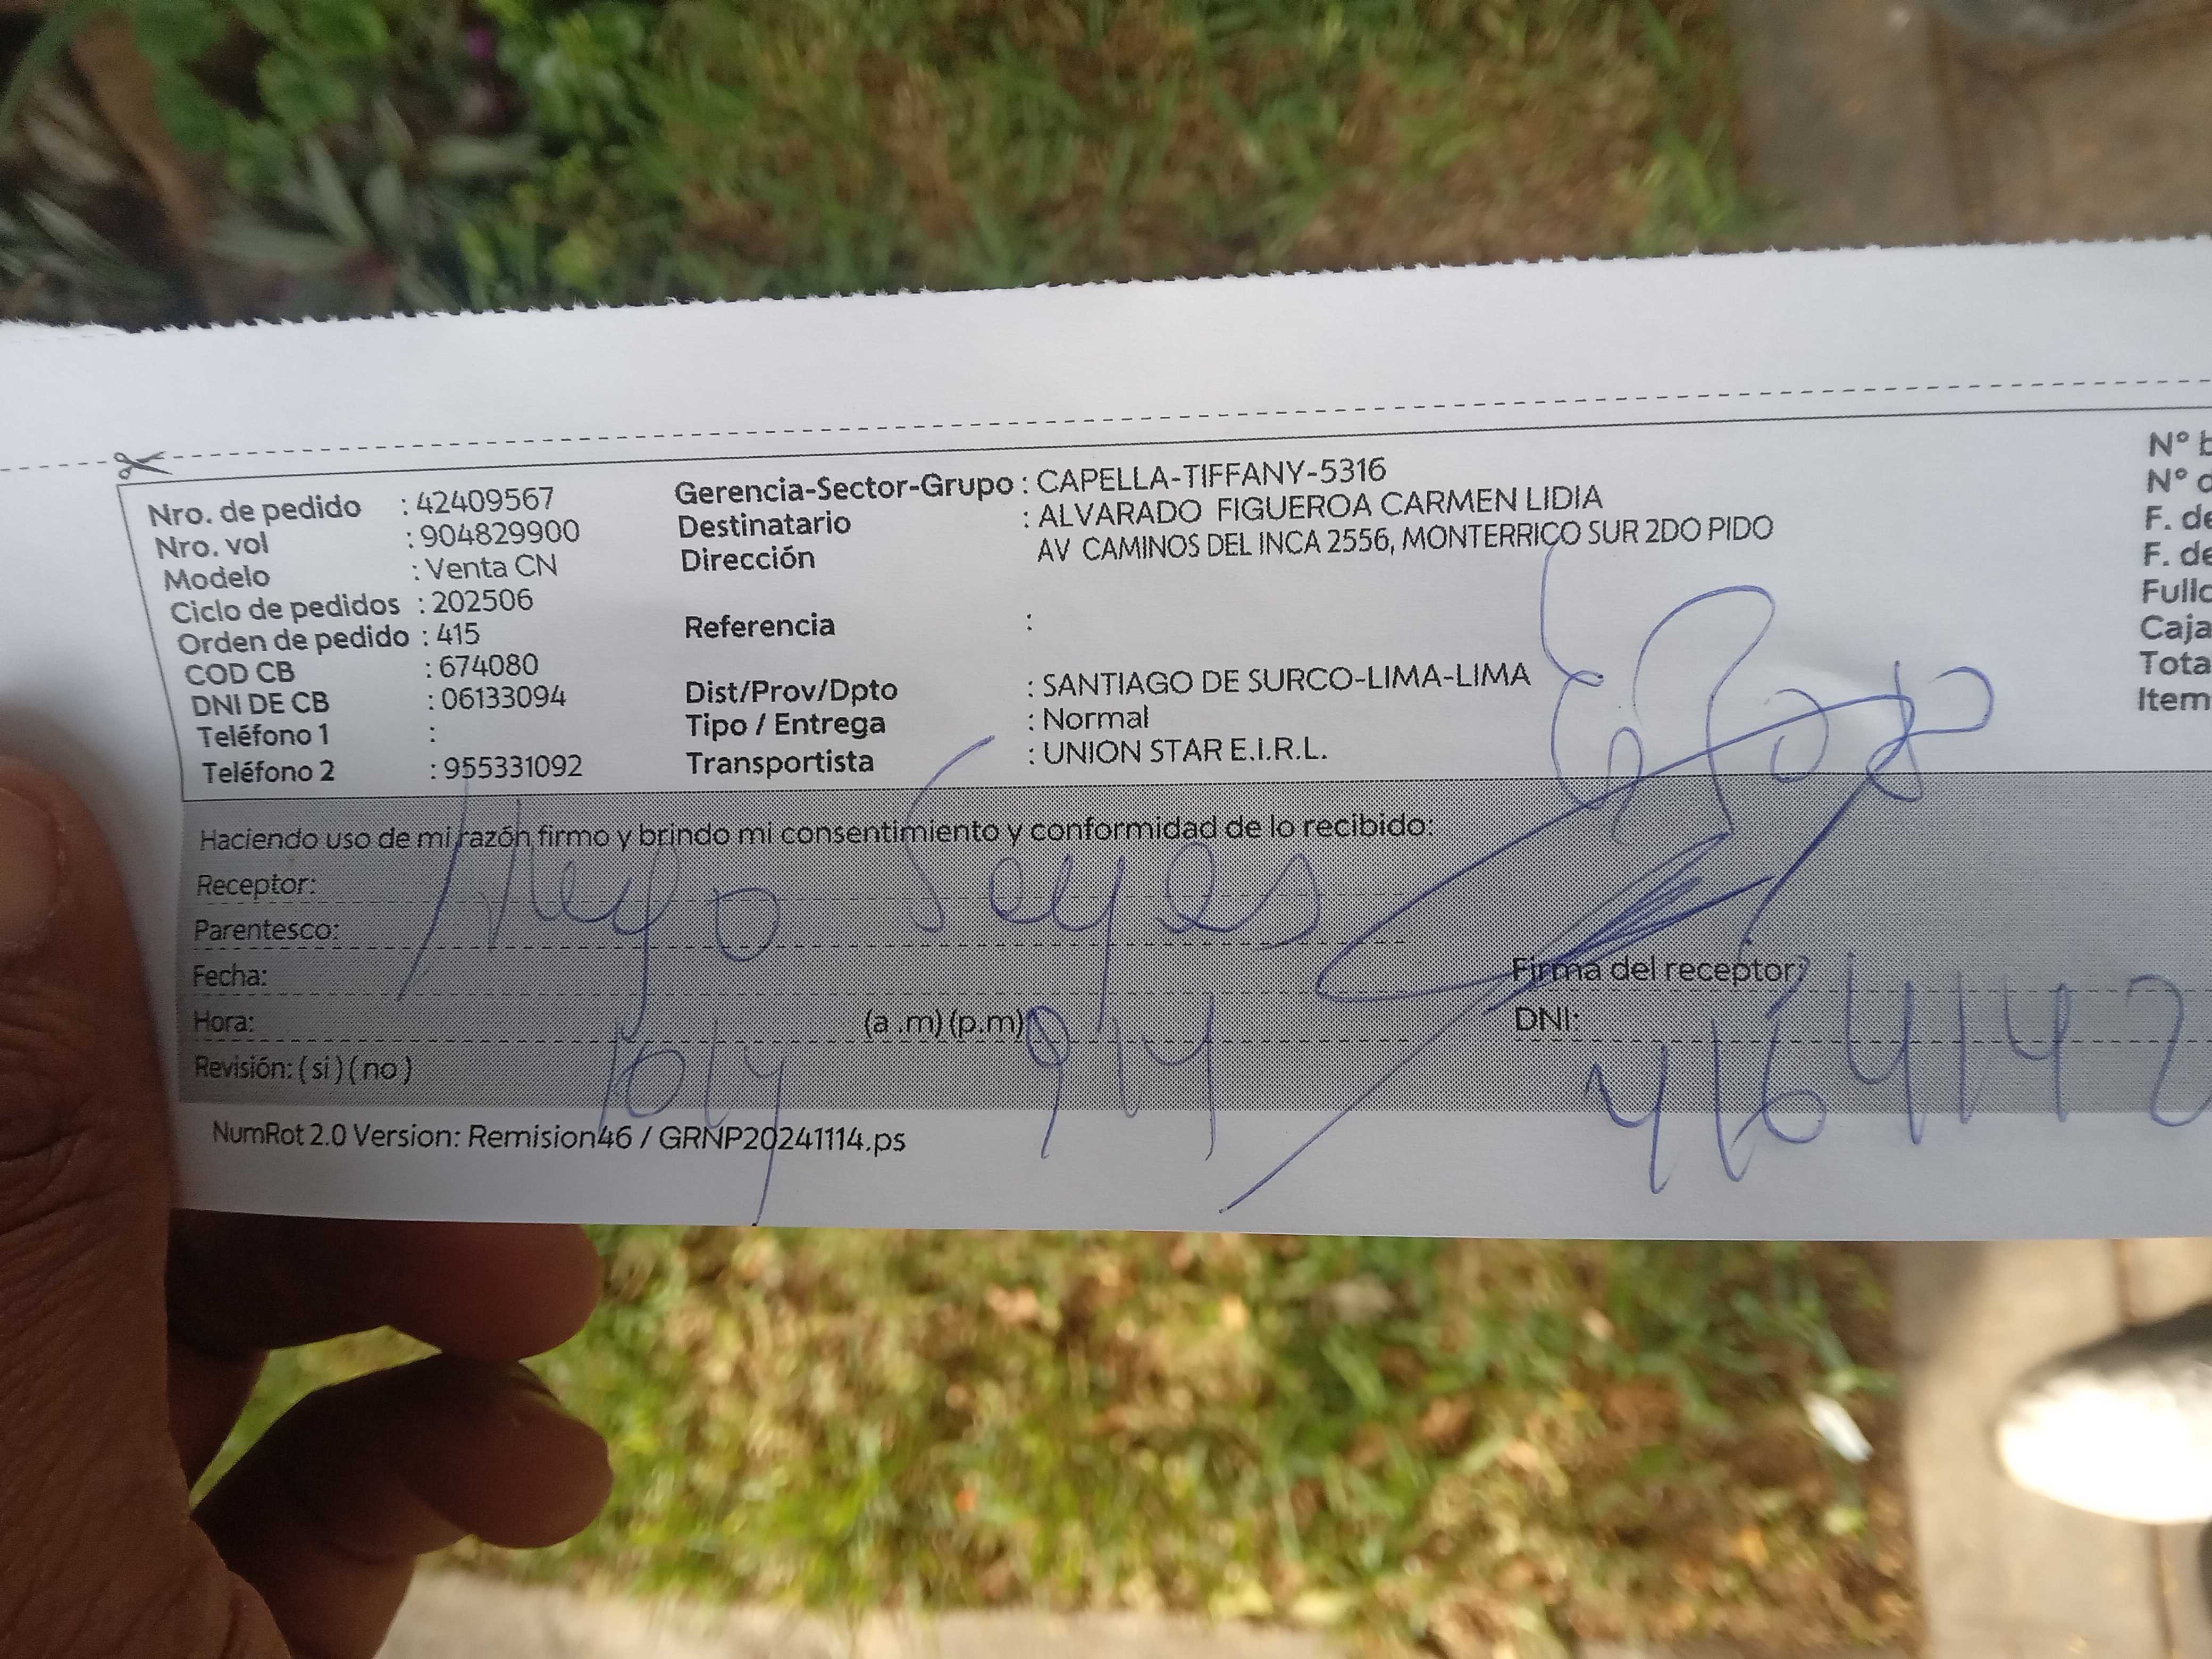 Nro. de pedido : 42409567
Nro. vol : 904829900
Modelo : Venta CN
Ciclo de pedidos : 202506
Orden de pedido : 415
COD CB : 674080
DNI DE CB : 06133094
Teléfono 1 :
Teléfono 2 : 955331092
Gerencia-Sector-Grupo : CAPELLA-TIFFANY-5316
Destinatario : ALVARADO FIGUEROA CARMEN LIDIA
Dirección AV CAMINOS DEL INCA 2556, MONTERRICO SUR 2DO PIDO
Referencia :
Dist/Prov/Dpto : SANTIAGO DE SURCO-LIMA-LIMA
Tipo / Entrega : Normal
Transportista : UNION STAR E.I.R.L.
N°
N°
F. de
F. de
Caja
Item
Haciendo uso de mi razón firmo y brindo mi consentimiento y conformidad de lo recibido:
Receptor:
Parentesco:
Fecha:
Hora: (a .m) (p.m)
Revisión: ( si ) ( no )
Firma del receptor:
DNI:
NumRot 2.0 Version: Remision46 / GRNP20241114.ps